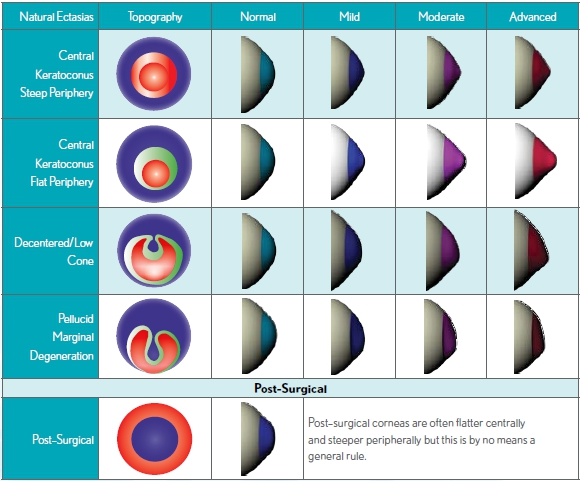 Natural Ectasias Topography Normal Mild Moderate Advanced
Central
Keratoconus
Steep Periphery
Central
Keratoconus
Flat Periphery
Decentered/Low
Cone
Pellucid
Marginal
Degeneration
Post-Surgical
Post-Surgical
Post-surgical corneas are often flatter centrally
and steeper peripherally but this is by no means a
general rule.